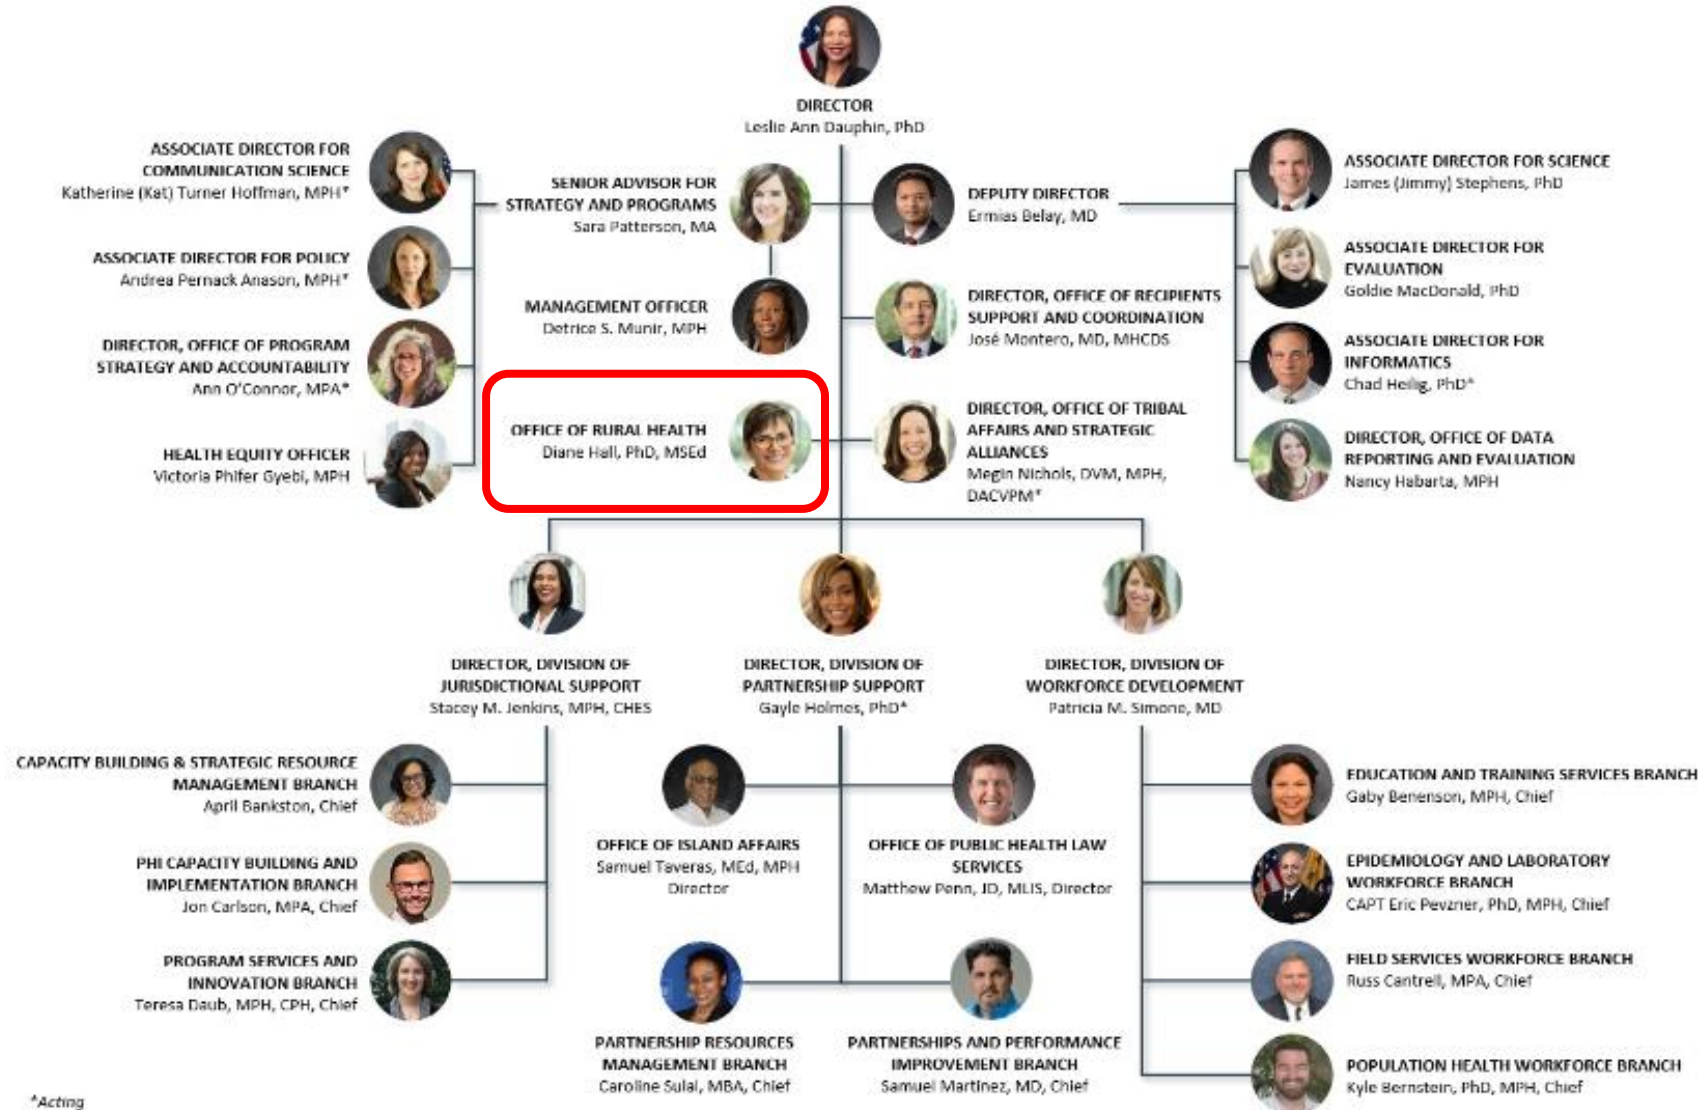 DIRECTOR
Leslie Ann Dauphin, PhD
ASSOCIATE DIRECTOR FOR
COMMUNICATION SCIENCE
Katherine (Kat) Turner Hoffman, MPH*
ASSOCIATE DIRECTOR FOR POLICY
Andrea Pernack Anason, MPH*
DIRECTOR, OFFICE OF PROGRAM
STRATEGY AND ACCOUNTABILITY
Ann O'Connor, MPA*
HEALTH EQUITY OFFICER
Victoria Phifer Gyebi, MPH
SENIOR ADVISOR FOR
STRATEGY AND PROGRAMS
Sara Patterson, MA
MANAGEMENT OFFICER
Detrice S. Munir, MPH
OFFICE OF RURAL HEALTH
Diane Hall, PhD, MSEd
DEPUTY DIRECTOR
Ermias Belay, MD
DIRECTOR, OFFICE OF RECIPIENTS
SUPPORT AND COORDINATION
José Montero, MD, MHCDS
DIRECTOR, OFFICE OF TRIBAL
AFFAIRS AND STRATEGIC
ALLIANCES
Megin Nichols, DVM, MPH,
DACVPM*
ASSOCIATE DIRECTOR FOR SCIENCE
James (Jimmy) Stephens, PhD
ASSOCIATE DIRECTOR FOR
EVALUATION
Goldie MacDonald, PhD
ASSOCIATE DIRECTOR FOR
INFORMATICS
Chad Heilig, PhD*
DIRECTOR, OFFICE OF DATA
REPORTING AND EVALUATION
Nancy Habarta, MPH
DIRECTOR, DIVISION OF
JURISDICTIONAL SUPPORT
Stacey M. Jenkins, MPH, CHES
DIRECTOR, DIVISION OF
PARTNERSHIP SUPPORT
Gayle Holmes, PhD*
DIRECTOR, DIVISION OF
WORKFORCE DEVELOPMENT
Patricia M. Simone, MD
CAPACITY BUILDING & STRATEGIC RESOURCE
MANAGEMENT BRANCH
April Bankston, Chief
PHI CAPACITY BUILDING AND
IMPLEMENTATION BRANCH
Jon Carlson, MPA, Chief
PROGRAM SERVICES AND
INNOVATION BRANCH
Teresa Daub, MPH, CPH, Chief
OFFICE OF ISLAND AFFAIRS
Samuel Taveras, MEd, MPH
Director
OFFICE OF PUBLIC HEALTH LAW
SERVICES
Matthew Penn, JD, MLIS, Director
PARTNERSHIP RESOURCES
MANAGEMENT BRANCH
Caroline Sulal, MBA, Chief
PARTNERSHIPS AND PERFORMANCE
IMPROVEMENT BRANCH
Samuel Martinez, MD, Chief
EDUCATION AND TRAINING SERVICES BRANCH
Gaby Benenson, MPH, Chief
EPIDEMIOLOGY AND LABORATORY
WORKFORCE BRANCH
CAPT Eric Pevzner, PhD, MPH, Chief
FIELD SERVICES WORKFORCE BRANCH
Russ Cantrell, MPA, Chief
POPULATION HEALTH WORKFORCE BRANCH
Kyle Bernstein, PhD, MPH, Chief
*Acting